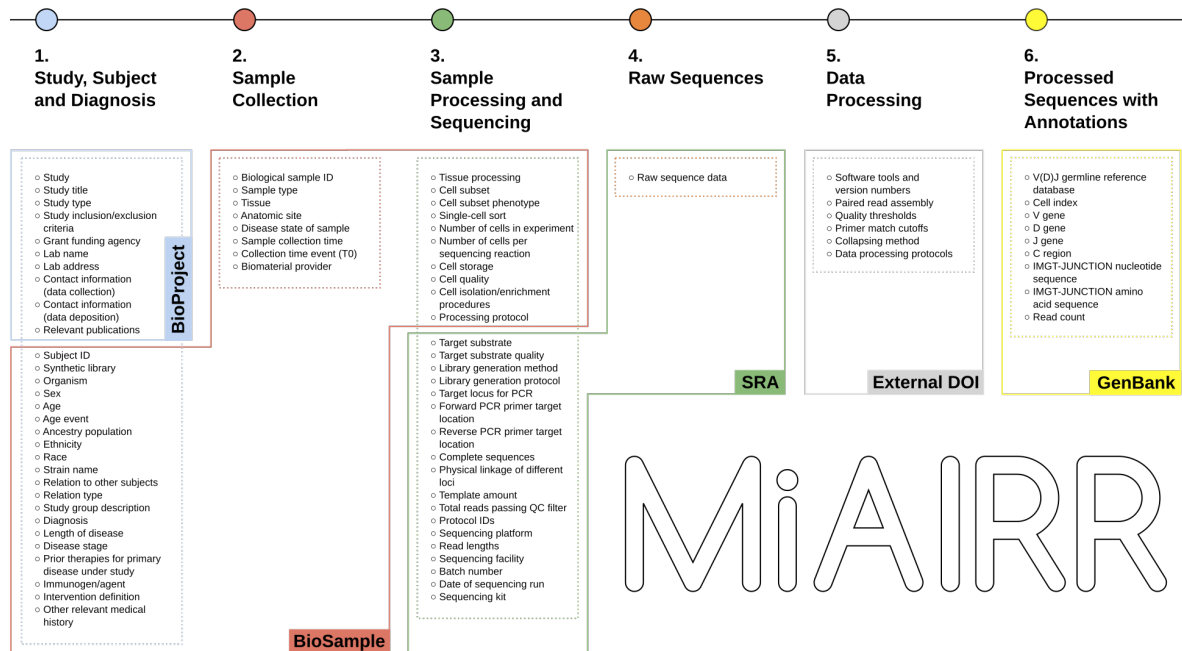 1.
Study, Subject
and Diagnosis
2.
Sample
Collection
3.
Sample
Processing and
Sequencing
4.
Raw Sequences
5.
Data
Processing
6.
Processed
Sequences with
Annotations
○ Study
○ Study title
○ Study type
○ Study inclusion/exclusion
criteria
○ Grant funding agency
○ Lab name
○ Lab address
○ Contact information
(data collection)
○ Contact information
(data deposition)
○ Relevant publications
BioProject
○ Subject ID
○ Synthetic library
○ Organism
○ Sex
○ Age
○ Age event
○ Ancestry population
○ Ethnicity
○ Race
○ Strain name
○ Relation to other subjects
○ Relation type
○ Study group description
○ Diagnosis
○ Length of disease
○ Disease stage
○ Prior therapies for primary
disease under study
○ Immunogen/agent
○ Intervention definition
○ Other relevant medical
history
○ Biological sample ID
○ Sample type
○ Tissue
○ Anatomic site
○ Disease state of sample
○ Sample collection time
○ Collection time event (T0)
○ Biomaterial provider
BioSample
○ Tissue processing
○ Cell subset
○ Cell subset phenotype
○ Single-cell sort
○ Number of cells in experiment
○ Number of cells per
sequencing reaction
○ Cell storage
○ Cell quality
○ Cell isolation/enrichment
procedures
○ Processing protocol
○ Target substrate
○ Target substrate quality
○ Library generation method
○ Library generation protocol
○ Target locus for PCR
○ Forward PCR primer target
location
○ Reverse PCR primer target
location
○ Complete sequences
○ Physical linkage of different
loci
○ Template amount
○ Total reads passing QC filter
○ Protocol IDs
○ Sequencing platform
○ Read lengths
○ Sequencing facility
○ Batch number
○ Date of sequencing run
○ Sequencing kit
○ Raw sequence data
SRA
○ Software tools and
version numbers
○ Paired read assembly
○ Quality thresholds
○ Primer match cutoffs
○ Collapsing method
○ Data processing protocols
External DOI
○ V(D)J germline reference
database
○ Cell index
○ V gene
○ D gene
○ J gene
○ C region
○ IMGT-JUNCTION nucleotide
sequence
○ IMGT-JUNCTION amino
acid sequence
○ Read count
GenBank
MiAIRR